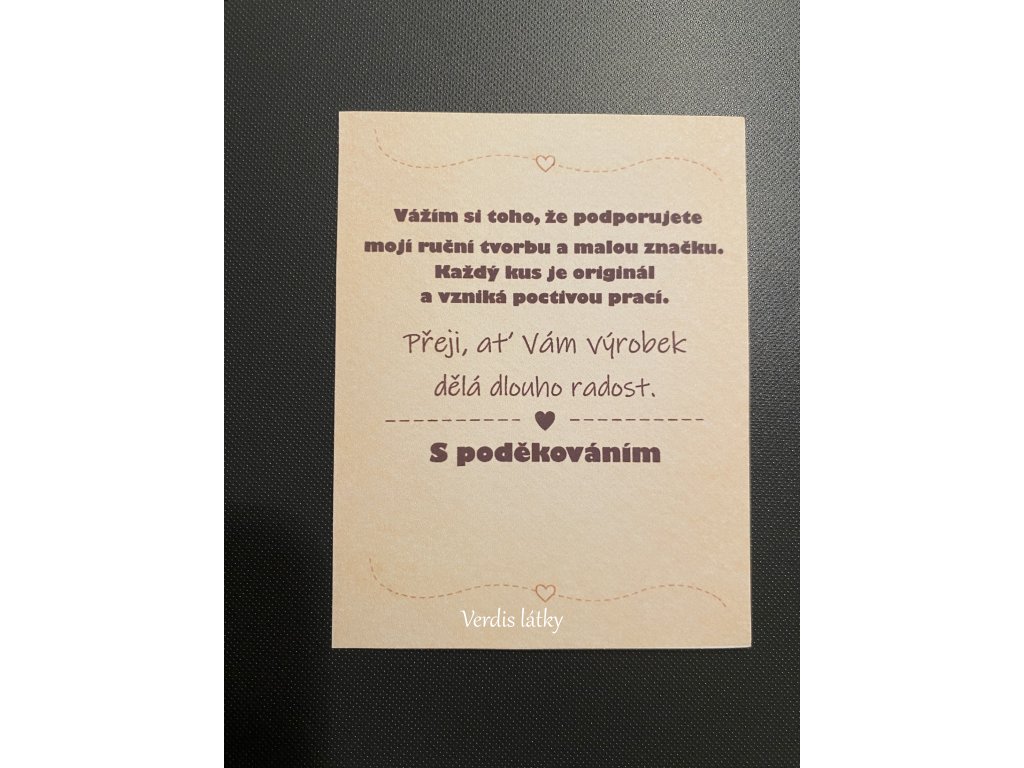 Vážím si toho, že podporujete
mojí ruční tvorbu a malou značku.
Každý kus je originál
a vzniká poctivou prací.
Přeji, ať Vám výrobek
dělá dlouho radost.
S poděkováním
Verdis látky